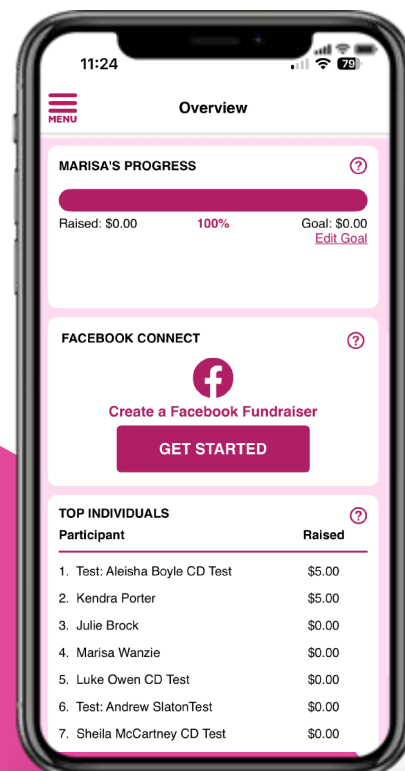 11:24
79
MENU
Overview
MARISA'S PROGRESS ?
Raised: $0.00 100% Goal: $0.00
Edit Goal
FACEBOOK CONNECT ?
Create a Facebook Fundraiser
GET STARTED
TOP INDIVIDUALS ?
Participant Raised
1. Test: Aleisha Boyle CD Test $5.00
2. Kendra Porter $5.00
3. Julie Brock $0.00
4. Marisa Wanzie $0.00
5. Luke Owen CD Test $0.00
6. Test: Andrew SlatonTest $0.00
7. Sheila McCartney CD Test $0.00